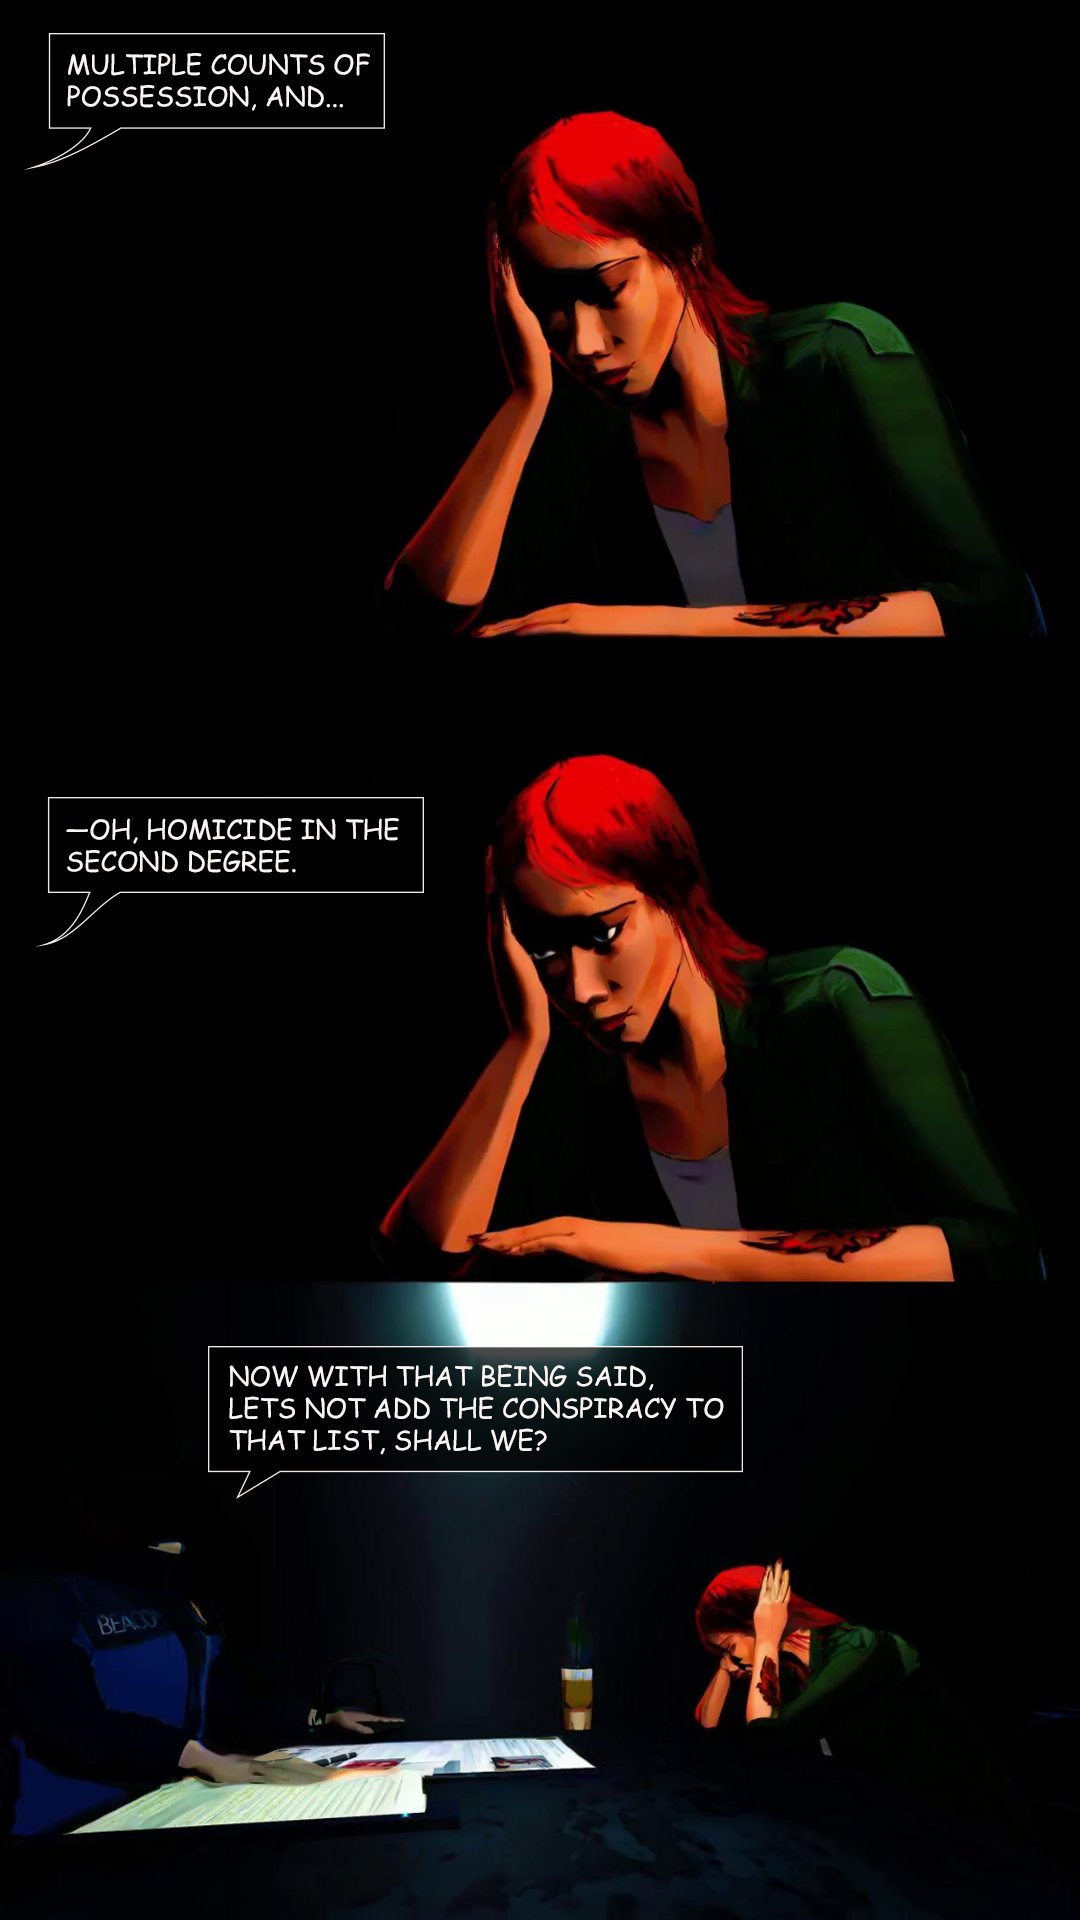 MULTIPLE COUNTS OF
POSSESSION, AND...
—OH, HOMICIDE IN THE
SECOND DEGREE.
NOW WITH THAT BEING SAID,
LETS NOT ADD THE CONSPIRACY TO
THAT LIST, SHALL WE?